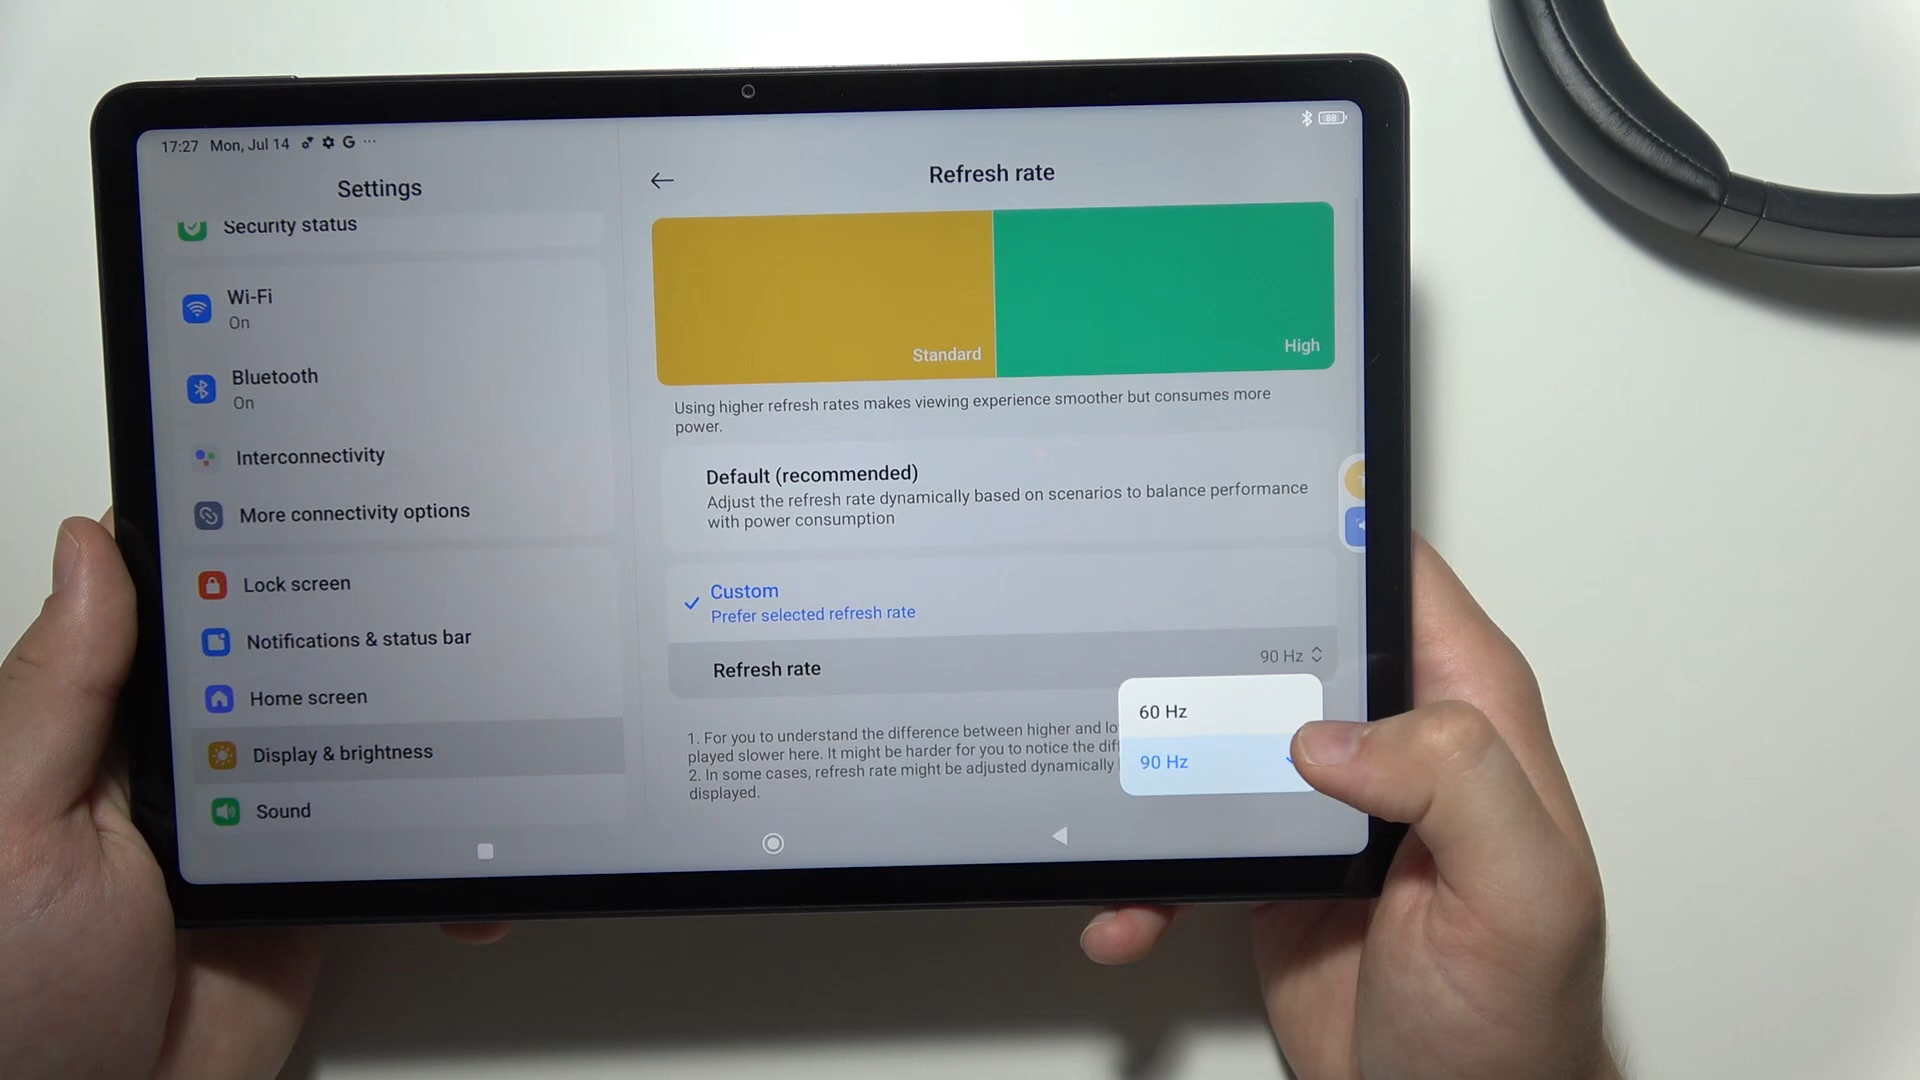 17:27 Mon, Jul 14
88
Settings
Security status
Wi-Fi
On
Bluetooth
On
Interconnectivity
More connectivity options
Lock screen
Notifications & status bar
Home screen
Display & brightness
Sound
Refresh rate
Standard
High
Using higher refresh rates makes viewing experience smoother but consumes more
power.
Default (recommended)
Adjust the refresh rate dynamically based on scenarios to balance performance
with power consumption
Custom
Prefer selected refresh rate
Refresh rate
90 Hz
60 Hz
90 Hz
1. For you to understand the difference between higher and
played slower here. It might be harder for you to notice the
2. In some cases, refresh rate might be adjusted dynamically
displayed.